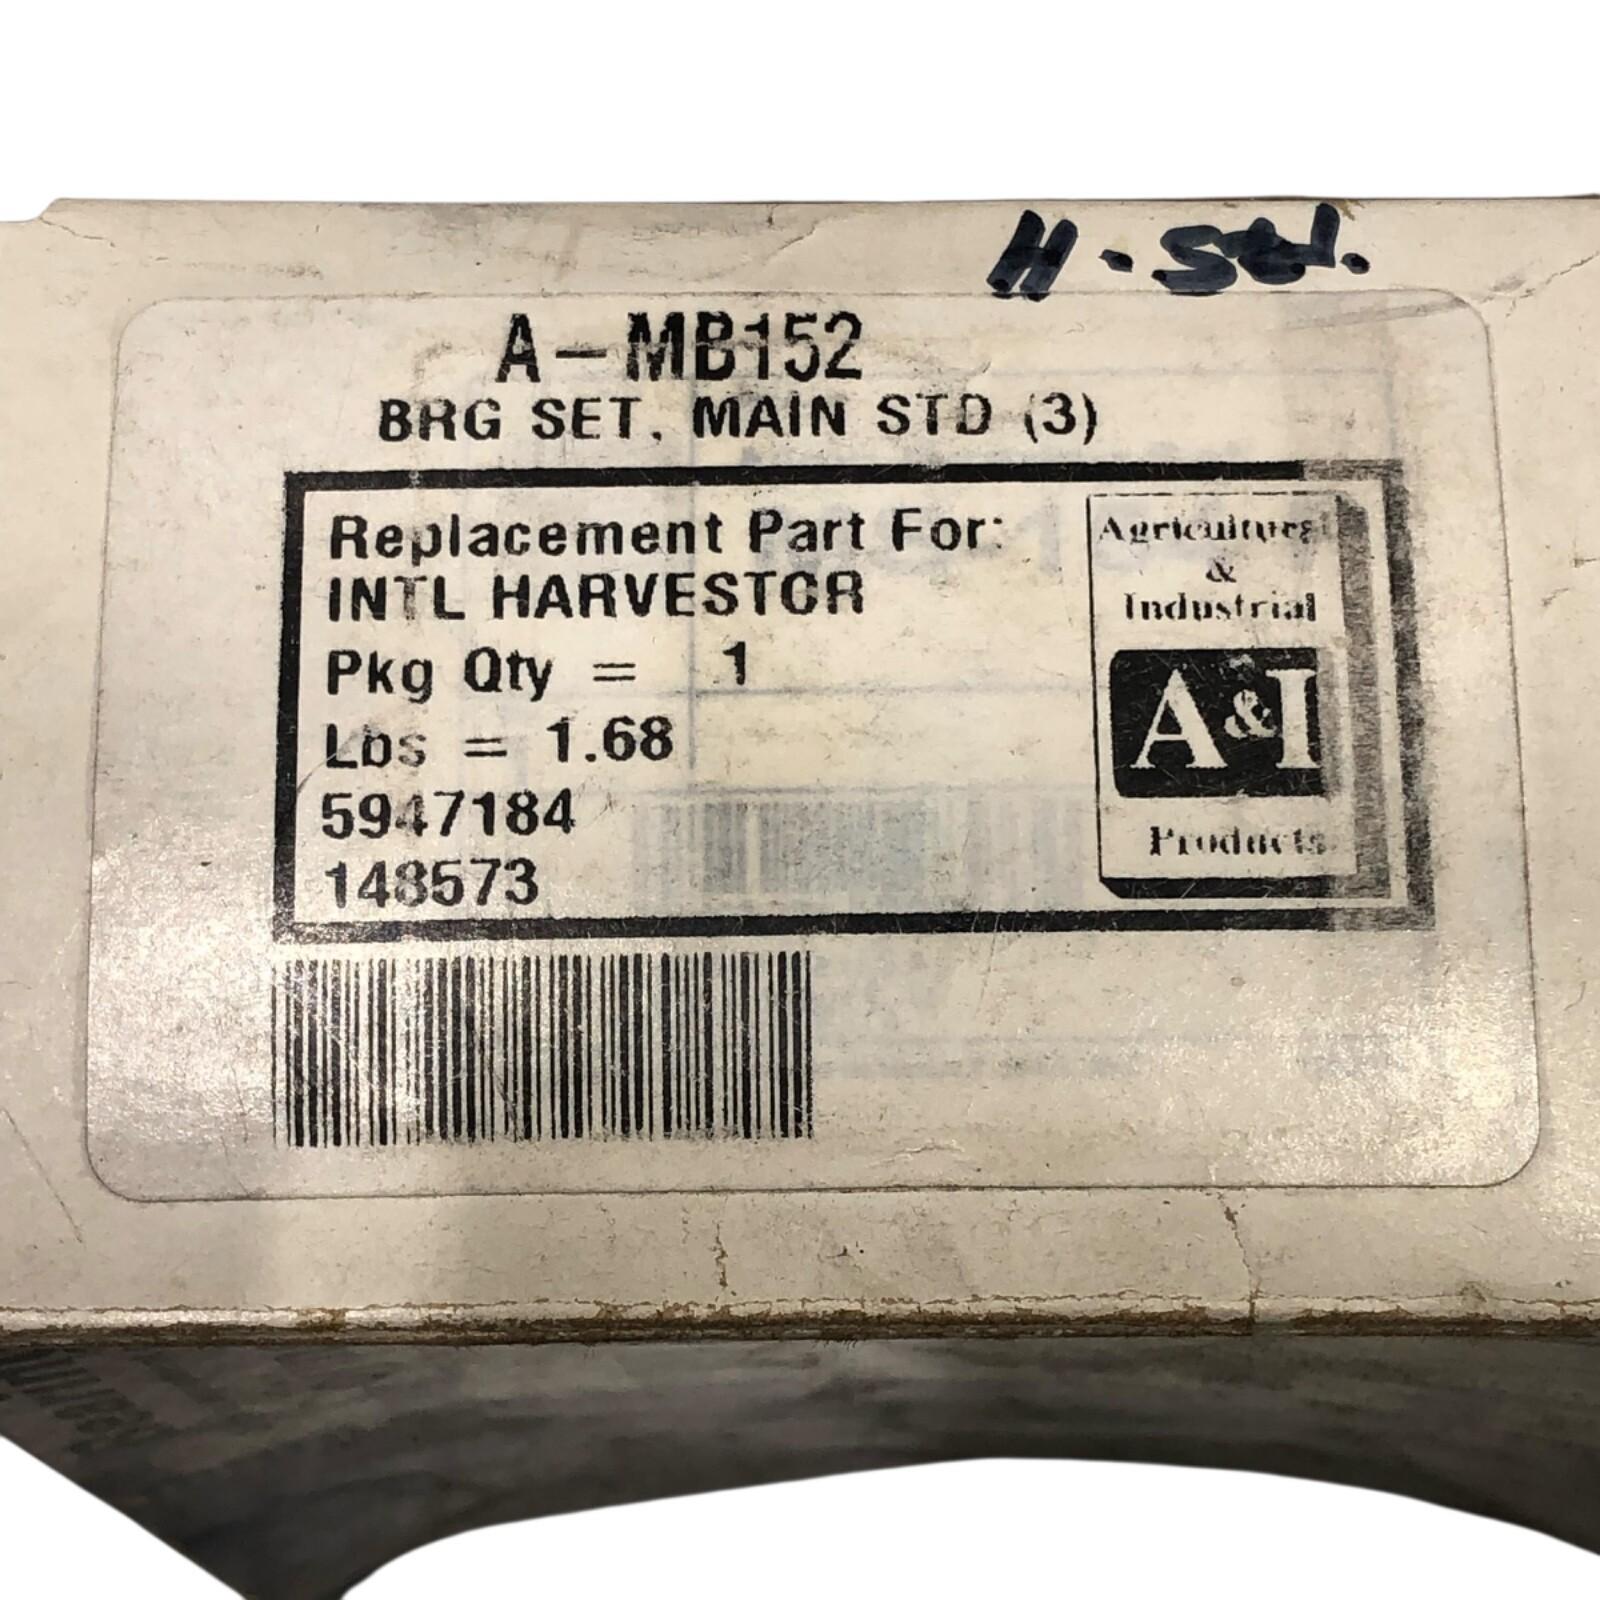 H-Std.
A-MB152
BRG SET, MAIN STD (3)
Replacement Part For:
INTL HARVESTOR
Pkg Qty = 1
Lbs = 1.68
5947184
148573
Agricultural
&
Industrial
A&I
Products